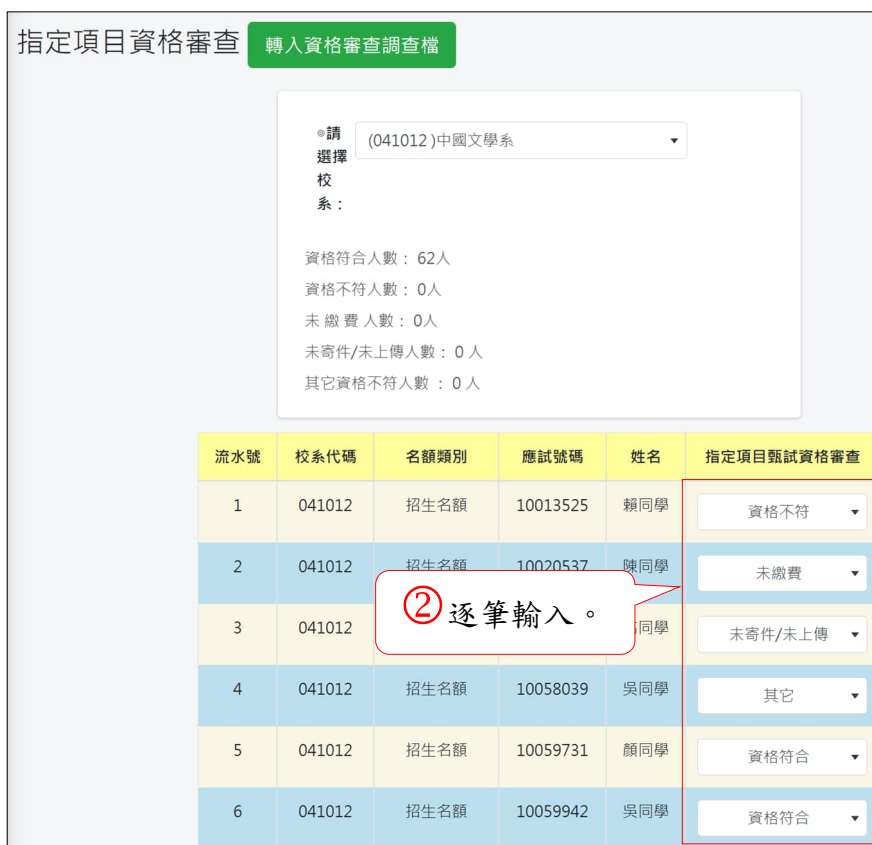 指定項目資格審查 轉入資格審查調查檔
◎請選擇校系： (041012 )中國文學系
資格符合人數： 62人
資格不符人數： 0人
未 繳 費 人數： 0人
未寄件/未上傳人數： 0 人
其它資格不符人數 ： 0 人
流水號 校系代碼 名額類別 應試號碼 姓名 指定項目甄試資格審查
1 041012 招生名額 10013525 賴同學 資格不符
2 041012 招生名額 10020537 陳同學 未繳費
②逐筆輸入。
3 041012 同學 未寄件/未上傳
4 041012 招生名額 10058039 吳同學 其它
5 041012 招生名額 10059731 顏同學 資格符合
6 041012 招生名額 10059942 吳同學 資格符合